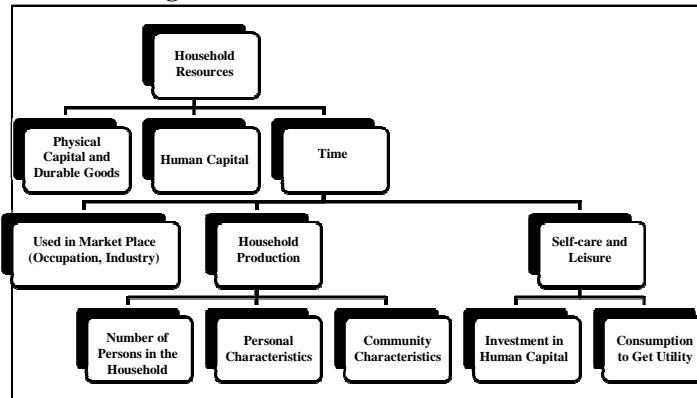 Household
Resources
Physical
Capital and
Durable Goods
Human Capital
Time
Used in Market Place
(Occupation, Industry)
Household
Production
Self-care and
Leisure
Number of
Persons in the
Household
Personal
Characteristics
Community
Characteristics
Investment in
Human Capital
Consumption
to Get Utility